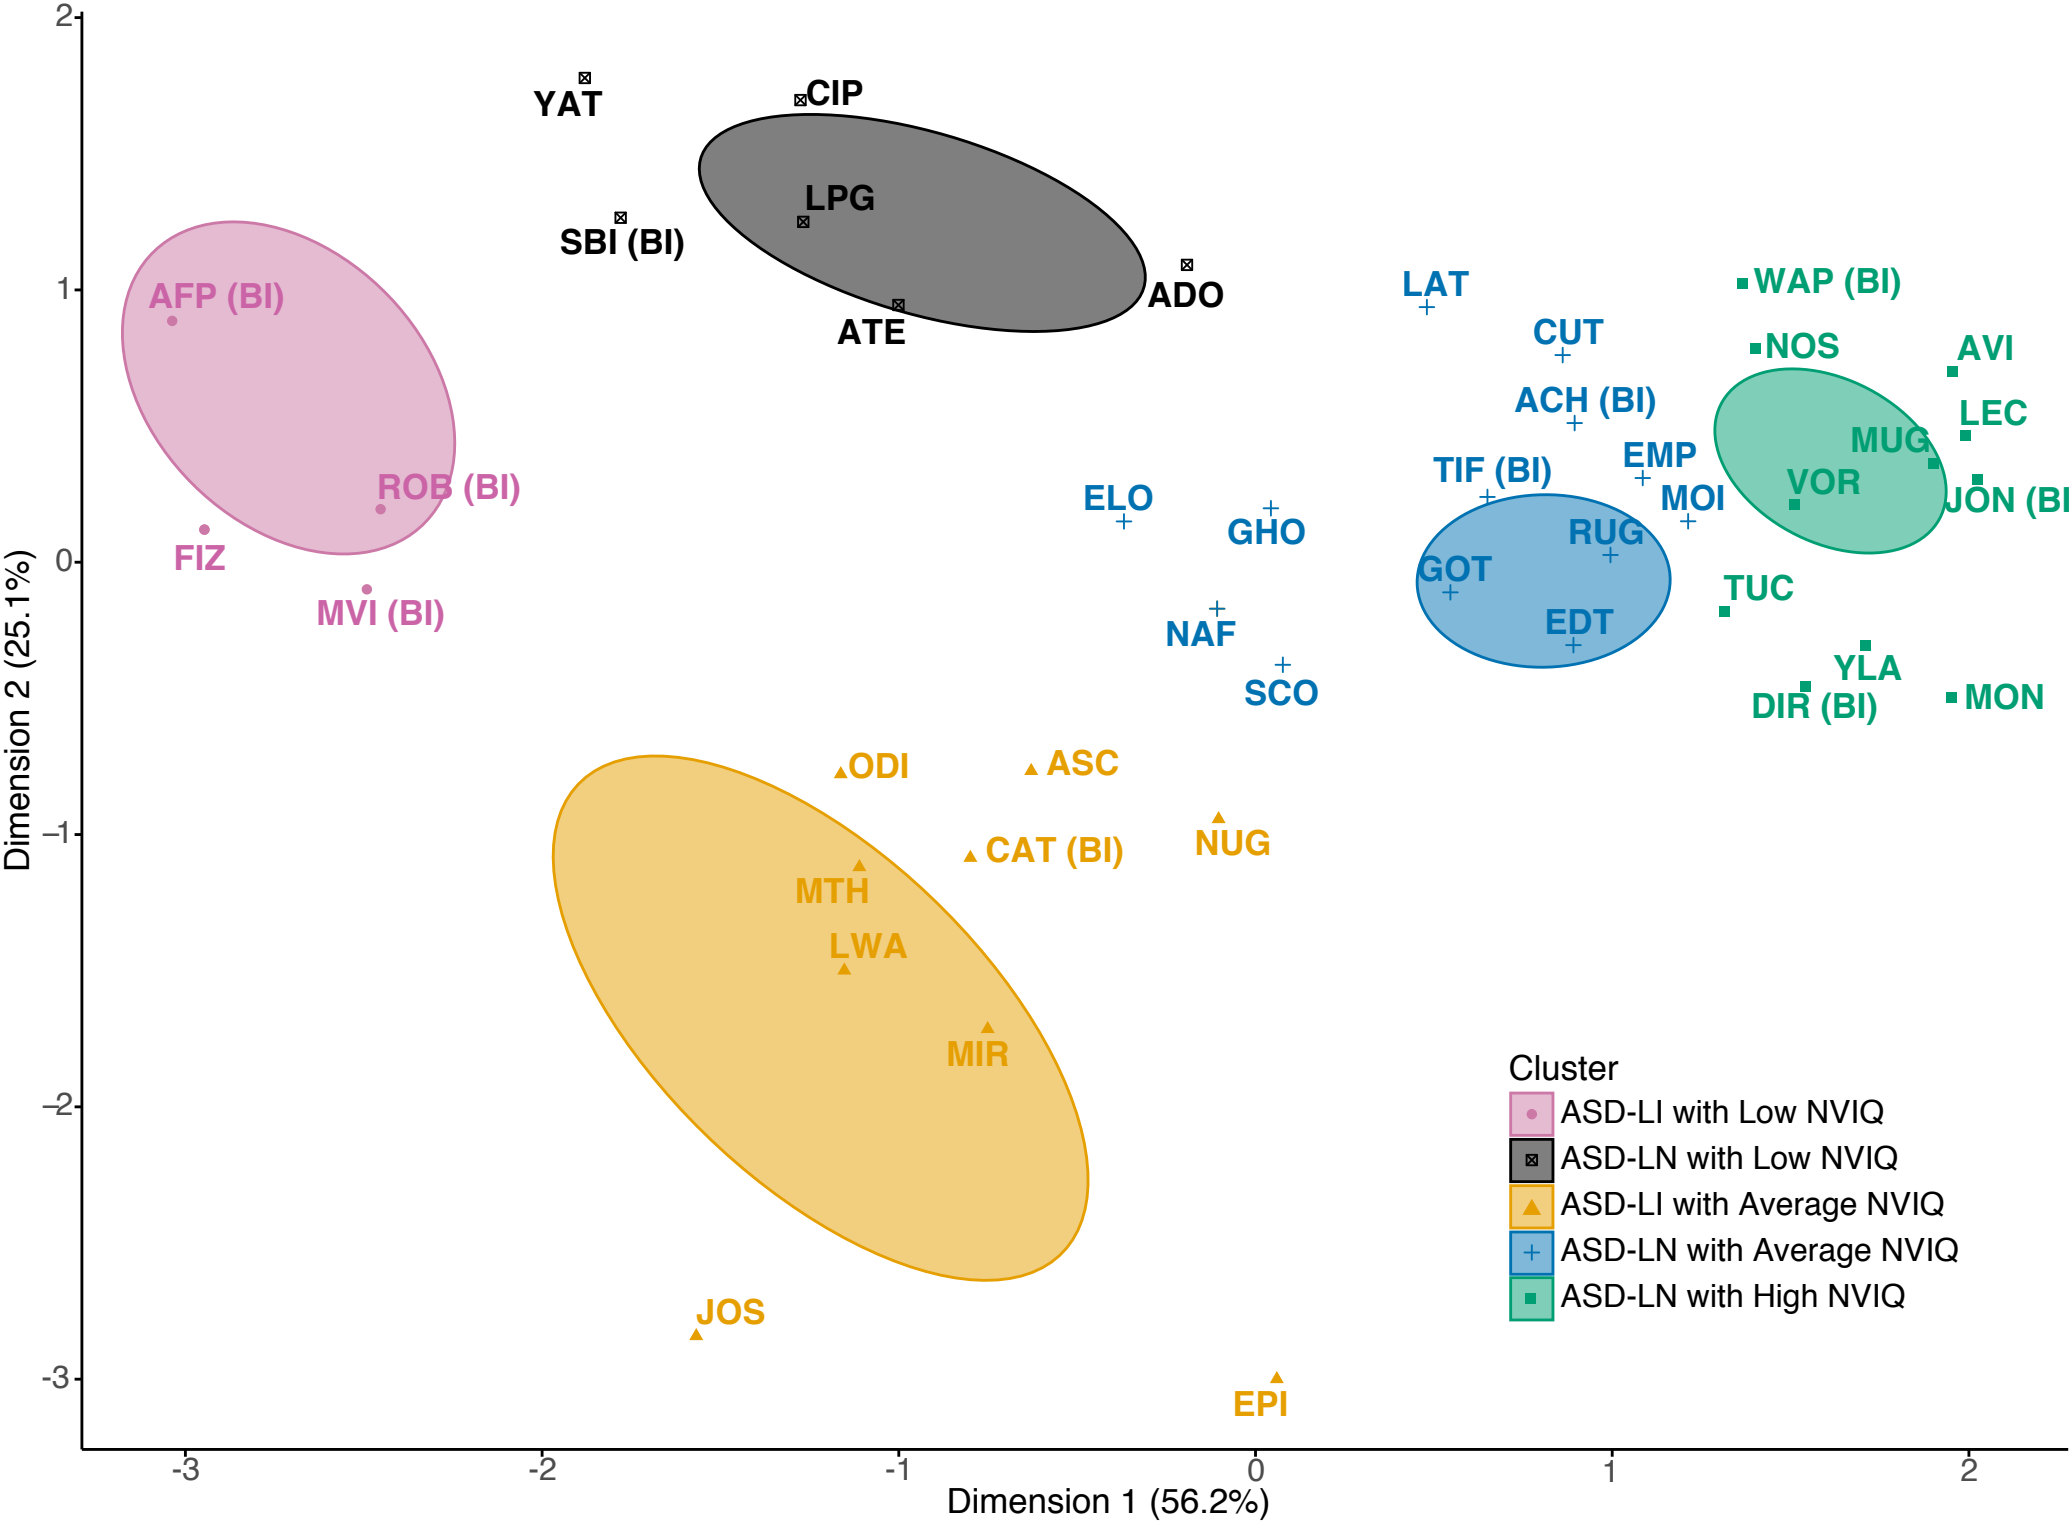 2
YAT
CIP
LPG
SBI (BI)
ADO
ATE
1
AFP (BI)
LAT
WAP (BI)
CUT
NOS
AVI
ACH (BI)
LEC
MUG
EMP
TIF (BI)
VOR
ROB (BI)
ELO
MOI
JON (BI
GHO
RUG
FIZ
0
GOT
TUC
MVI (BI)
EDT
NAF
YLA
SCO
DIR (BI)
MON
Dimension 2 (25.1%)
ODI
ASC
−1
NUG
CAT (BI)
MTH
LWA
MIR
−2
JOS
-3
EPI
Cluster
ASD-LI with Low NVIQ
ASD-LN with Low NVIQ
ASD-LI with Average NVIQ
ASD-LN with Average NVIQ
ASD-LN with High NVIQ
-3 -2 -1 0 1 2
Dimension 1 (56.2%)